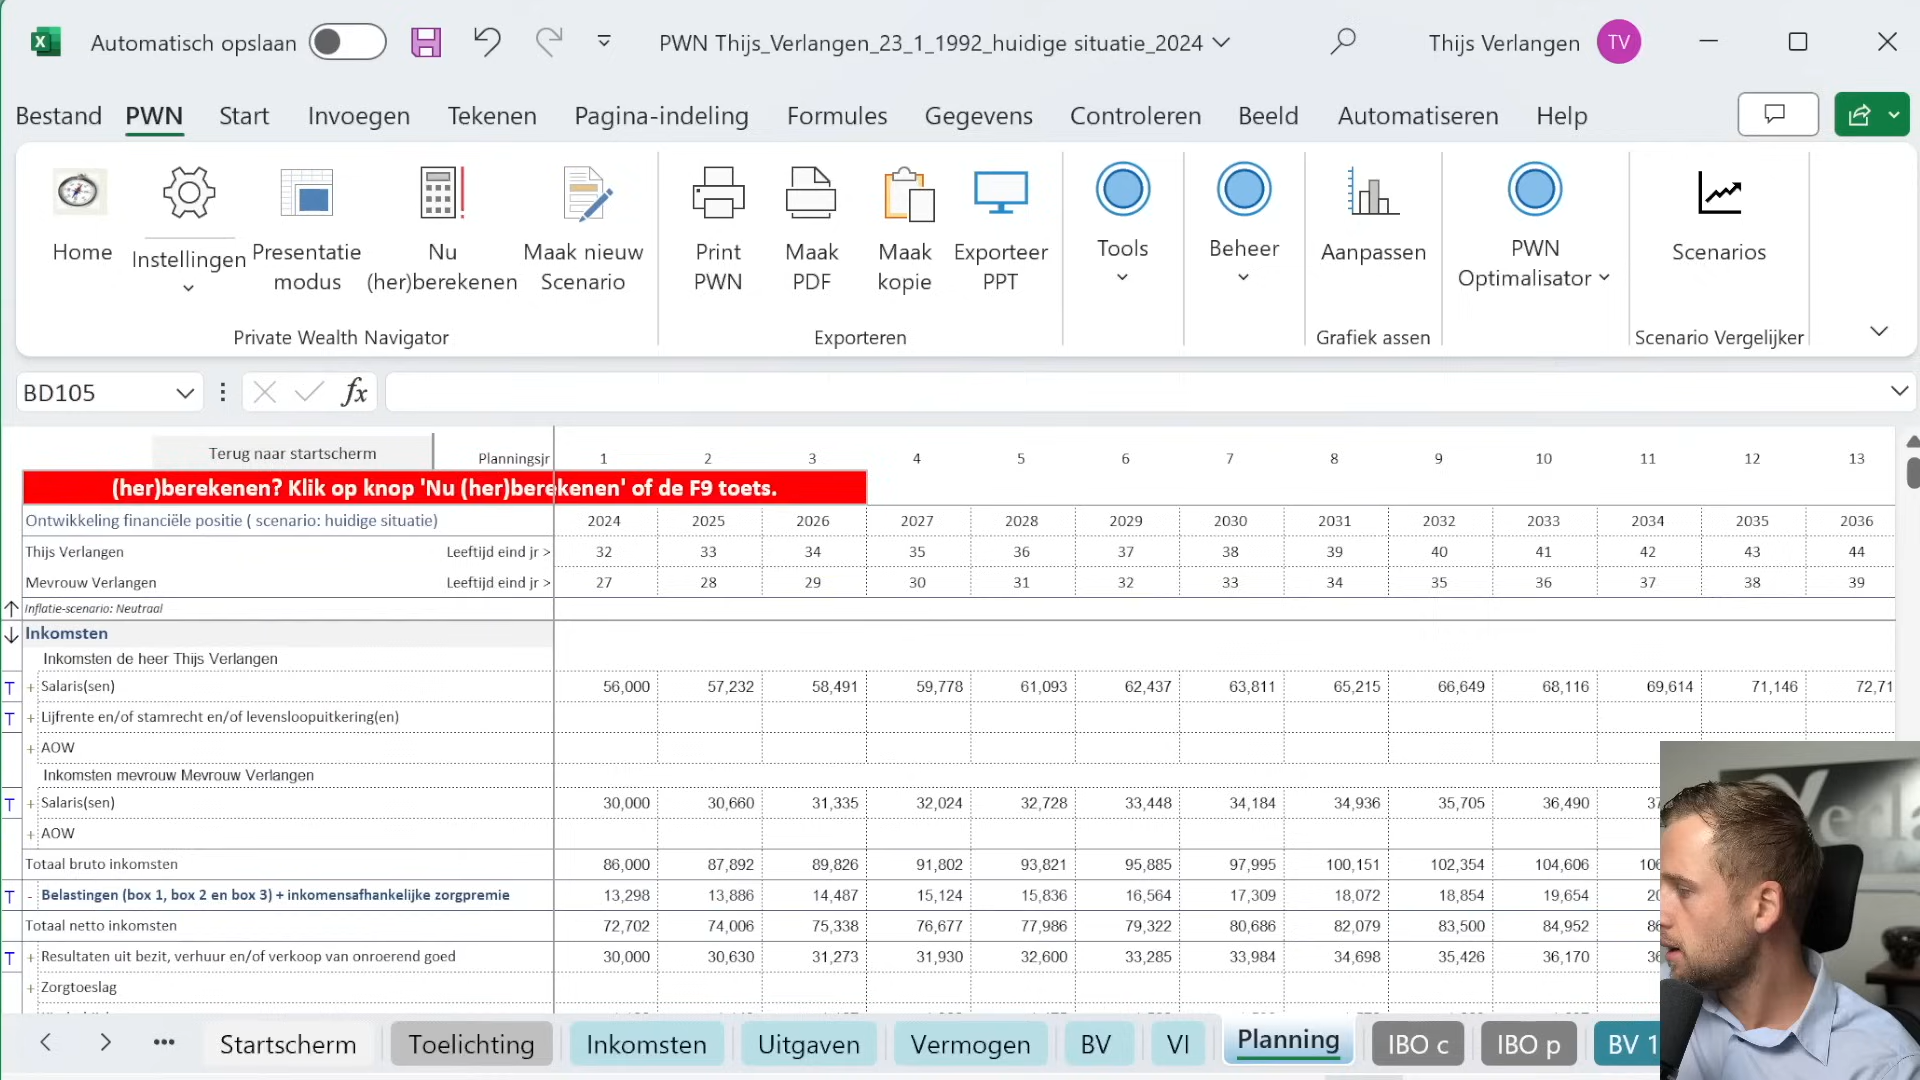 Automatisch opslaan PWN Thijs_Verlangen_23_1_1992_huidige situatie_2024 Thijs Verlangen TV
Bestand PWN Start Invoegen Tekenen Pagina-indeling Formules Gegevens Controleren Beeld Automatiseren Help
Home Instellingen Presentatie modus Nu (her)berekenen Maak nieuw Scenario Print PWN Maak PDF Maak kopie Exporteer PPT Tools Beheer Aanpassen PWN Optimalisator Scenarios
Private Wealth Navigator Exporteren Grafiek assen Scenario Vergelijker
BD105 fx
Terug naar startscherm Planningsjr 1 2 3 4 5 6 7 8 9 10 11 12 13
(her)berekenen? Klik op knop 'Nu (her)berekenen' of de F9 toets.
Ontwikkeling financiële positie ( scenario: huidige situatie) 2024 2025 2026 2027 2028 2029 2030 2031 2032 2033 2034 2035 2036
Thijs Verlangen Leeftijd eind jr > 32 33 34 35 36 37 38 39 40 41 42 43 44
Mevrouw Verlangen Leeftijd eind jr > 27 28 29 30 31 32 33 34 35 36 37 38 39
Inflatie-scenario: Neutraal
Inkomsten
Inkomsten de heer Thijs Verlangen
T + Salaris(sen) 56,000 57,232 58,491 59,778 61,093 62,437 63,811 65,215 66,649 68,116 69,614 71,146 72,71
T + Lijfrente en/of stamrecht en/of levensloopuitkering(en)
+ AOW
Inkomsten mevrouw Mevrouw Verlangen
T + Salaris(sen) 30,000 30,660 31,335 32,024 32,728 33,448 34,184 34,936 35,705 36,490 37
+ AOW
Totaal bruto inkomsten 86,000 87,892 89,826 91,802 93,821 95,885 97,995 100,151 102,354 104,606 106
T - Belastingen (box 1, box 2 en box 3) + inkomensafhankelijke zorgpremie 13,298 13,886 14,487 15,124 15,836 16,564 17,309 18,072 18,854 19,654 20
Totaal netto inkomsten 72,702 74,006 75,338 76,677 77,986 79,322 80,686 82,079 83,500 84,952 86
T + Resultaten uit bezit, verhuur en/of verkoop van onroerend goed 30,000 30,630 31,273 31,930 32,600 33,285 33,984 34,698 35,426 36,170 36
+ Zorgtoeslag
Startscherm Toelichting Inkomsten Uitgaven Vermogen BV VI Planning IBO c IBO p BV 1